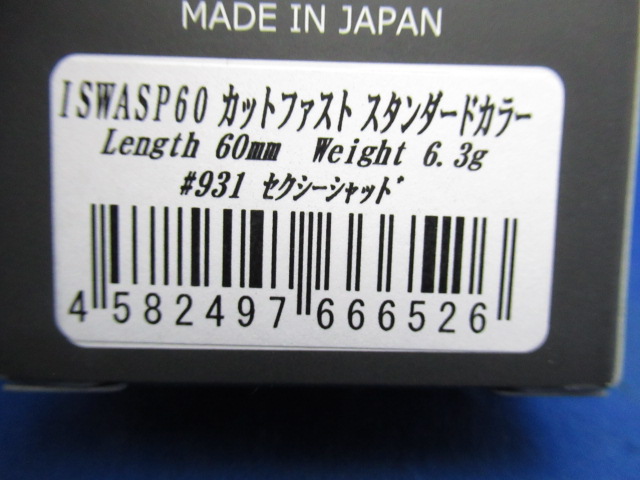 MADE IN JAPAN
ISWASP60 カットファスト スタンダードカラー
Length 60mm Weight 6.3g
#931 セクシーシャッド
4 582497 666526